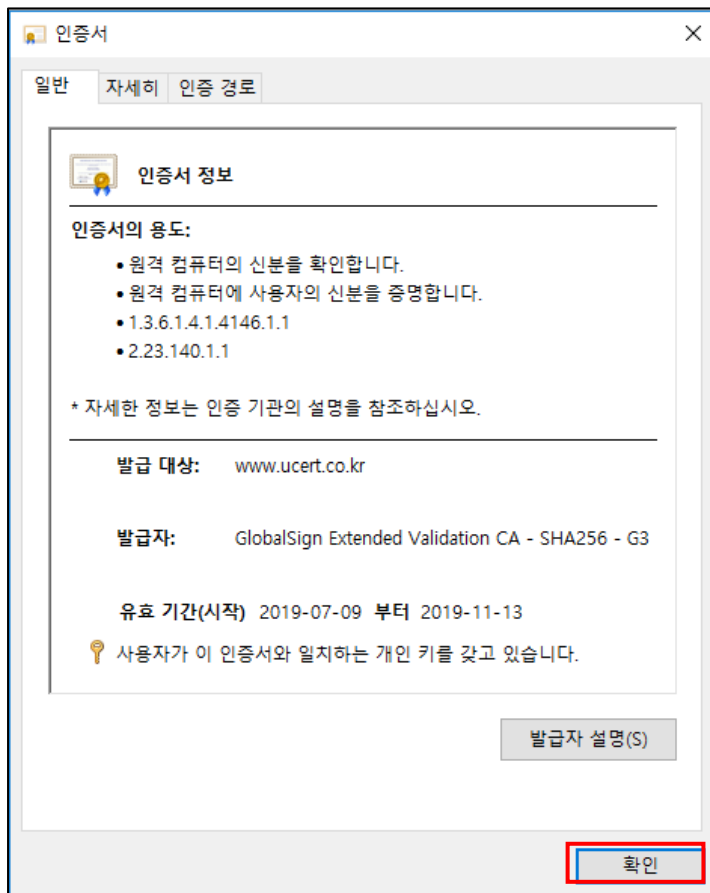 인증서
일반 자세히 인증 경로
인증서 정보
인증서의 용도:
• 원격 컴퓨터의 신분을 확인합니다.
• 원격 컴퓨터에 사용자의 신분을 증명합니다.
• 1.3.6.1.4.1.4146.1.1
• 2.23.140.1.1
* 자세한 정보는 인증 기관의 설명을 참조하십시오.
발급 대상: www.ucert.co.kr
발급자: GlobalSign Extended Validation CA - SHA256 - G3
유효 기간(시작) 2019-07-09 부터 2019-11-13
사용자가 이 인증서와 일치하는 개인 키를 갖고 있습니다.
발급자 설명(S)
확인